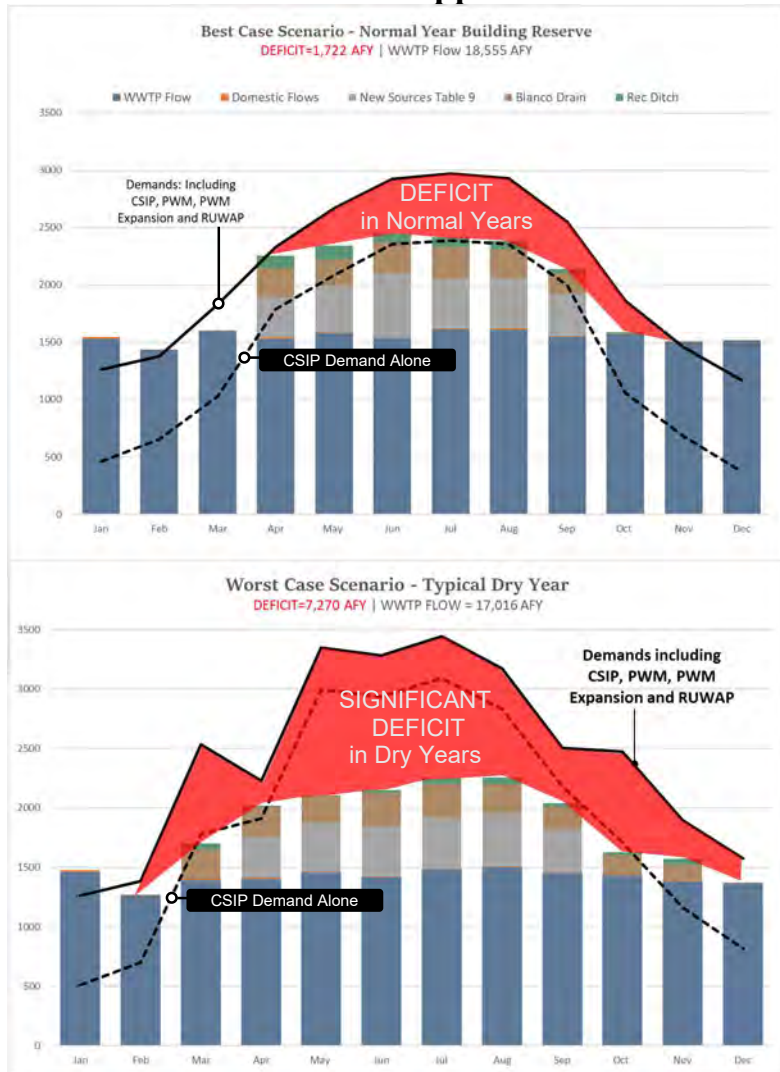 Best Case Scenario - Normal Year Building Reserve
DEFICIT=1,722 AFY | WWTP Flow 18,555 AFY
WWTP Flow Domestic Flows New Sources Table 9 Blanco Drain Rec Ditch
3500
3000
2500
2000
1500
1000
500
0
Demands: Including
CSIP, PWM, PWM
Expansion and RUWAP
DEFICIT
in Normal Years
CSIP Demand Alone
Jan Feb Mar Apr May Jun Jul Aug Sep Oct Nov Dec
Worst Case Scenario - Typical Dry Year
DEFICIT=7,270 AFY | WWTP FLOW = 17,016 AFY
3500
3000
2500
2000
1500
1000
500
0
Demands including
CSIP, PWM, PWM
Expansion and RUWAP
SIGNIFICANT
DEFICIT
in Dry Years
CSIP Demand Alone
Jan Feb Mar Apr May Jun Jul Aug Sep Oct Nov Dec